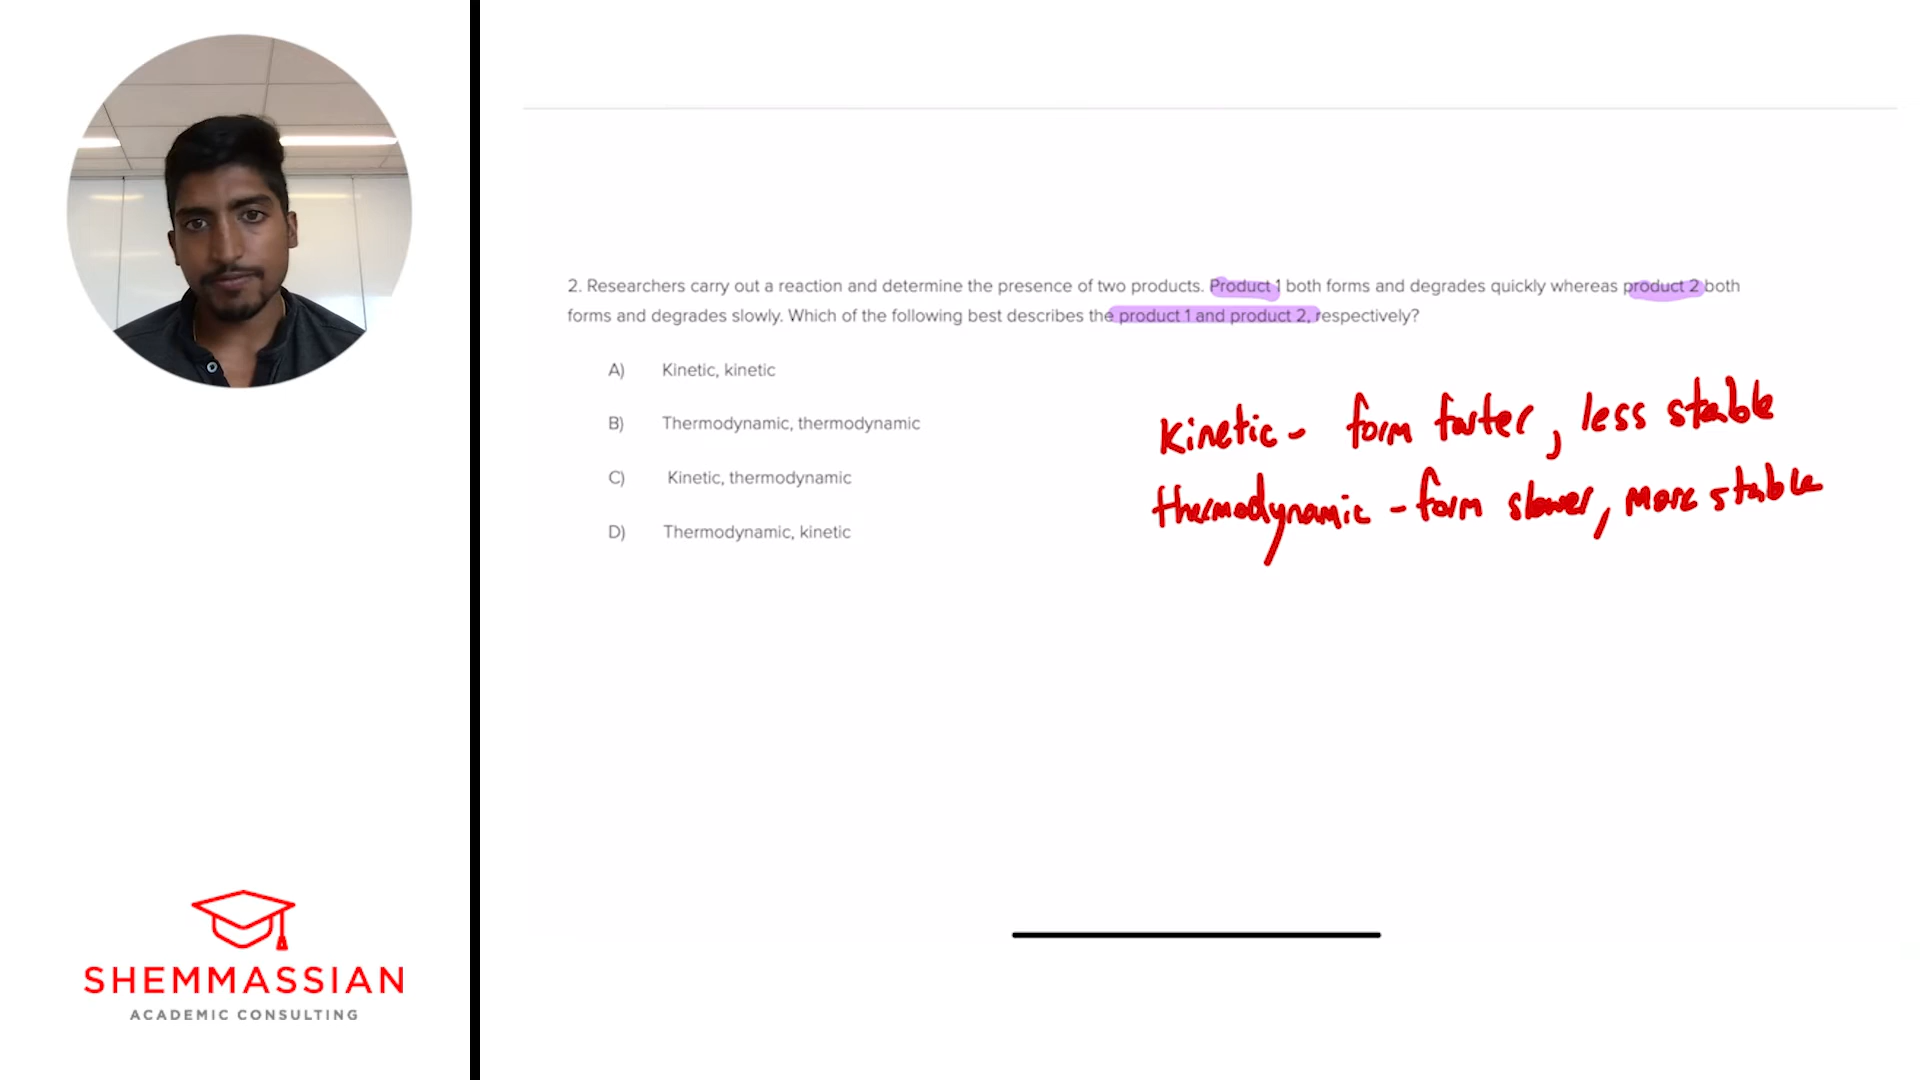 2. Researchers carry out a reaction and determine the presence of two products. Product 1 both forms and degrades quickly whereas product 2 both
forms and degrades slowly. Which of the following best describes the product 1 and product 2, respectively?
A) Kinetic, kinetic
B) Thermodynamic, thermodynamic
C) Kinetic, thermodynamic
D) Thermodynamic, kinetic
Kinetic - form faster, less stable
thermodynamic - form slower, more stable
SHEMMASSIAN
ACADEMIC CONSULTING